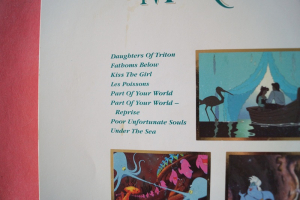 M
Daughters Of Triton
Fathoms Below
Kiss The Girl
Les Poissons
Part Of Your World
Part Of Your World –
Reprise
Poor Unfortunate Souls
Under The Sea